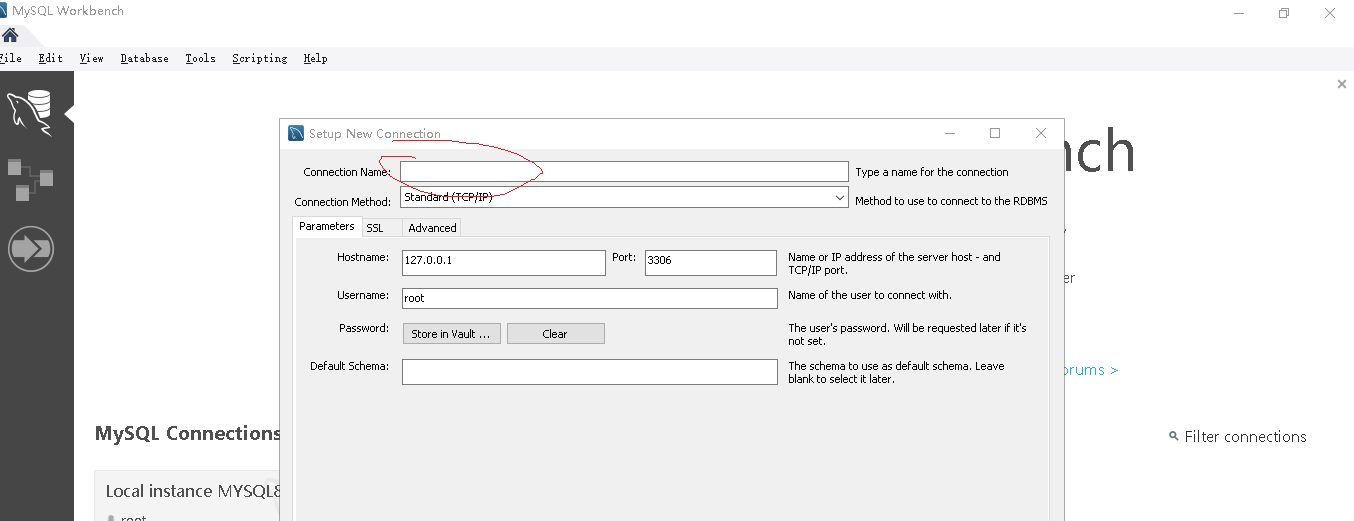 MySQL Workbench
File Edit View Database Tools Scripting Help
Setup New Connection
nch
Connection Name: Type a name for the connection
Connection Method: Standard (TCP/IP) Method to use to connect to the RDBMS
Parameters SSL Advanced
Hostname: 127.0.0.1 Port: 3306 Name or IP address of the server host - and
TCP/IP port.
er
Username: root Name of the user to connect with.
Password: Store in Vault ... Clear The user's password. Will be requested later if it's
not set.
Default Schema: The schema to use as default schema. Leave
blank to select it later.
orums >
MySQL Connections
Filter connections
Local instance MYSQL8
root